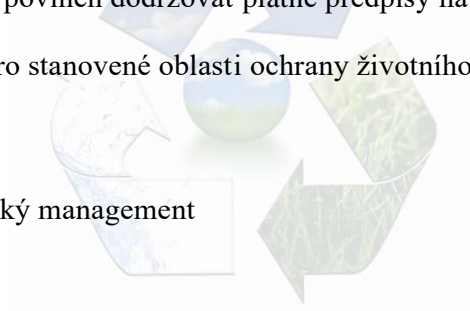 povinen dodržovat platné předpisy na
ro stanovené oblasti ochrany životního
ký management